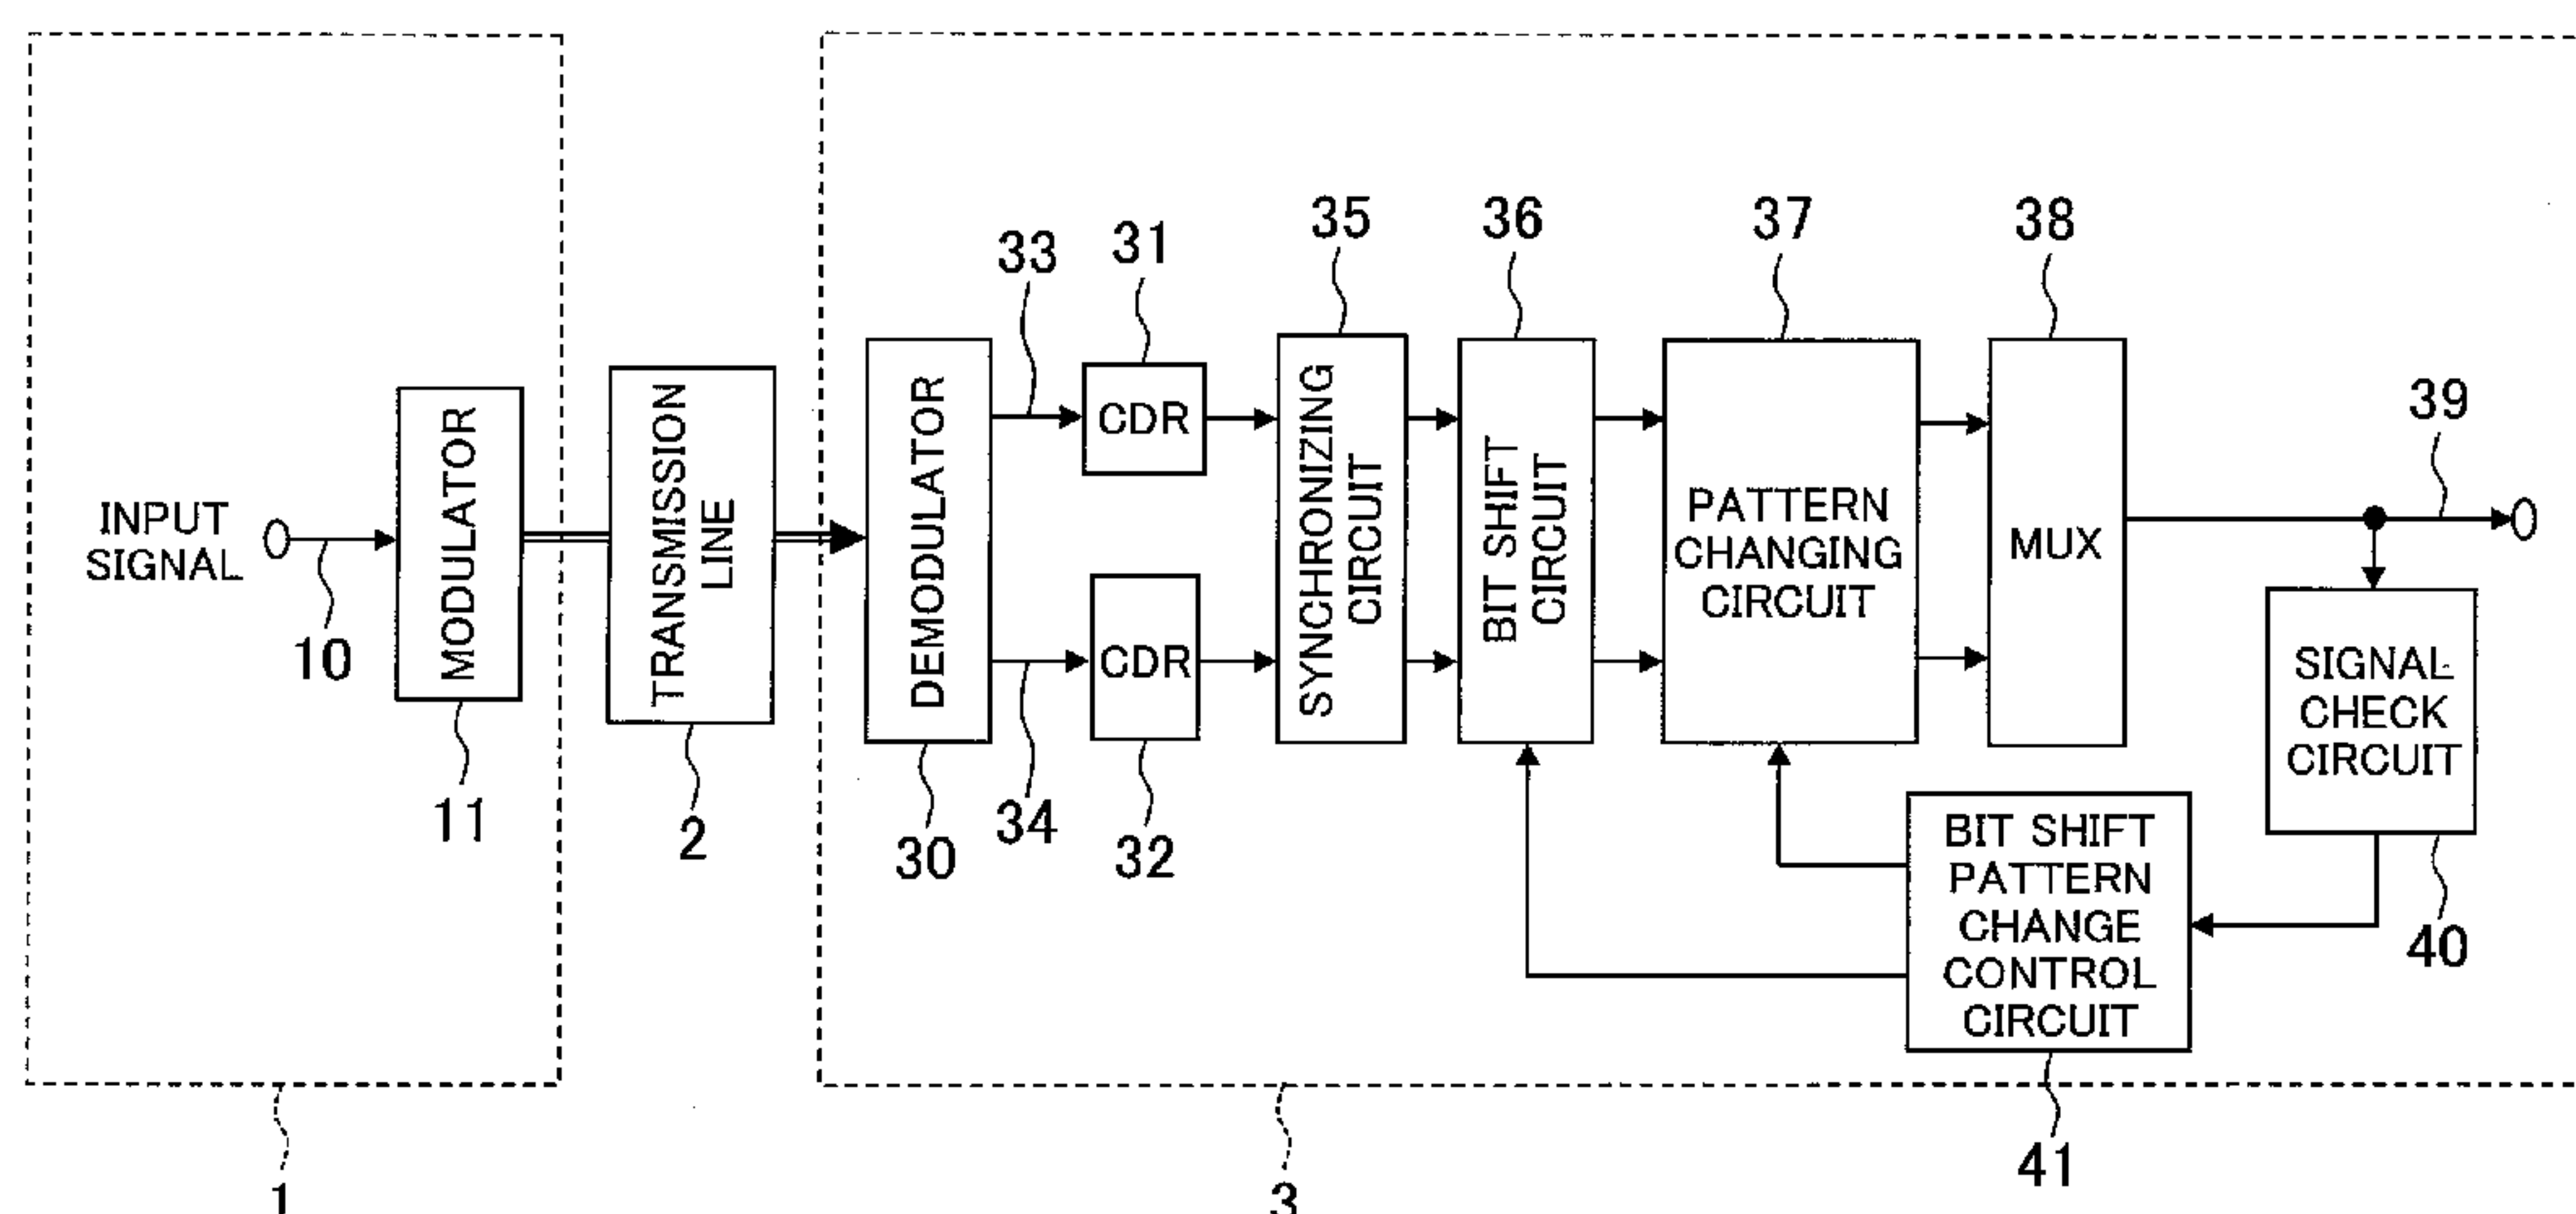 INPUT
SIGNAL
10
MODULATOR
11
TRANSMISSION
LINE
2
DEMODULATOR
30
33
34
31
CDR
CDR
32
35
SYNCHRONIZING
CIRCUIT
36
BIT SHIFT
CIRCUIT
37
PATTERN
CHANGING
CIRCUIT
38
MUX
39
SIGNAL
CHECK
CIRCUIT
40
BIT SHIFT
PATTERN
CHANGE
CONTROL
CIRCUIT
41
1
3